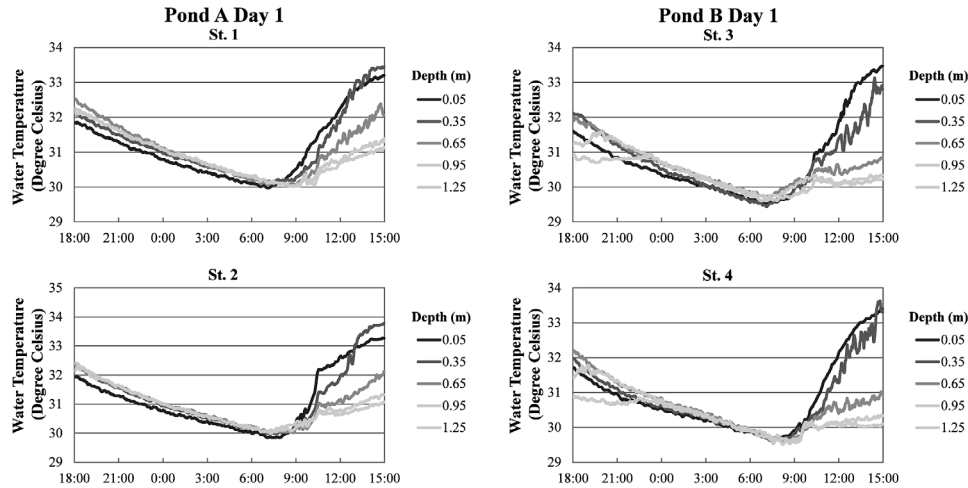 Pond A Day 1
St. 1
Water Temperature
(Degree Celsius)
34
33
32
31
30
29
18:00 21:00 0:00 3:00 6:00 9:00 12:00 15:00
Depth (m)
0.05
0.35
0.65
0.95
1.25
Pond B Day 1
St. 3
Water Temperature
(Degree Celsius)
34
33
32
31
30
29
18:00 21:00 0:00 3:00 6:00 9:00 12:00 15:00
Depth (m)
0.05
0.35
0.65
0.95
1.25
St. 2
Water Temperature
(Degree Celsius)
35
34
33
32
31
30
29
18:00 21:00 0:00 3:00 6:00 9:00 12:00 15:00
Depth (m)
0.05
0.35
0.65
0.95
1.25
St. 4
Water Temperature
(Degree Celsius)
34
33
32
31
30
29
18:00 21:00 0:00 3:00 6:00 9:00 12:00 15:00
Depth (m)
0.05
0.35
0.65
0.95
1.25